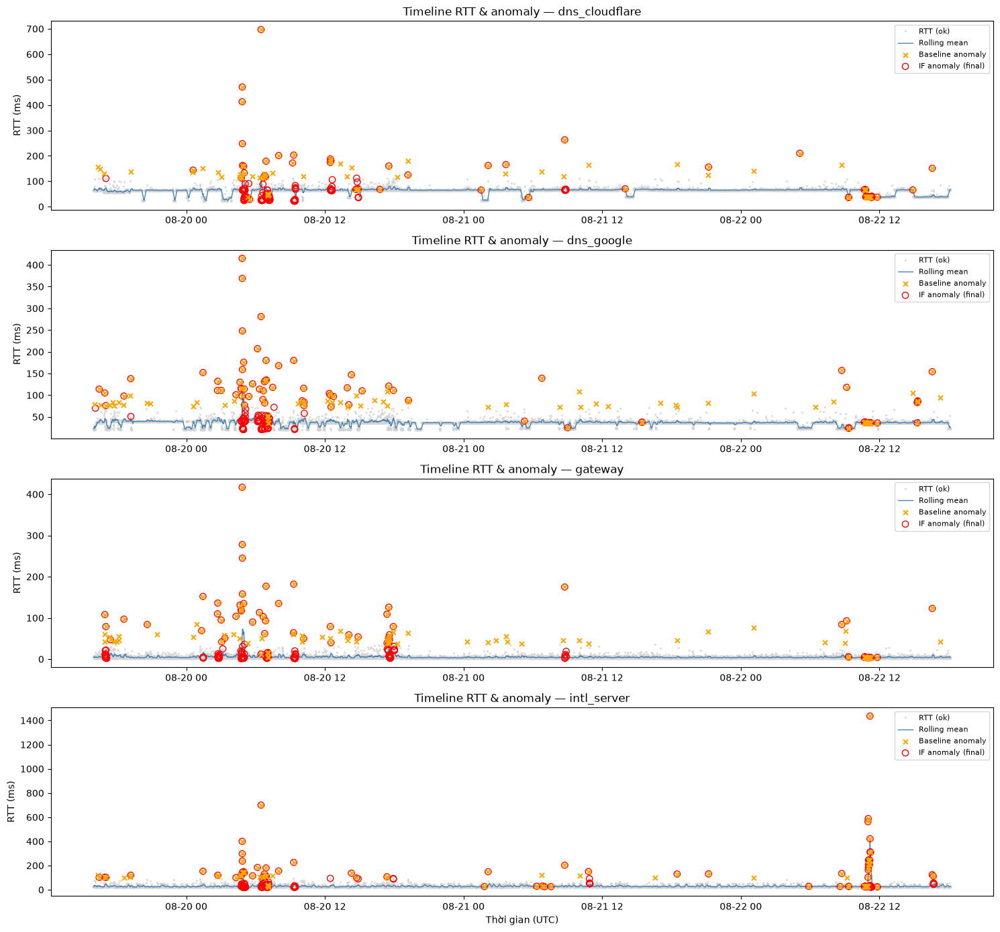 Timeline RTT & anomaly — dns_cloudflare
RTT (ms)
700
600
500
400
300
200
100
0
RTT (ok)
Rolling mean
Baseline anomaly
IF anomaly (final)
08-20 00
08-20 12
08-21 00
08-21 12
08-22 00
08-22 12
Timeline RTT & anomaly — dns_google
RTT (ms)
400
350
300
250
200
150
100
50
RTT (ok)
Rolling mean
Baseline anomaly
IF anomaly (final)
08-20 00
08-20 12
08-21 00
08-21 12
08-22 00
08-22 12
Timeline RTT & anomaly — gateway
RTT (ms)
400
300
200
100
0
RTT (ok)
Rolling mean
Baseline anomaly
IF anomaly (final)
08-20 00
08-20 12
08-21 00
08-21 12
08-22 00
08-22 12
Timeline RTT & anomaly — intl_server
RTT (ms)
1400
1200
1000
800
600
400
200
0
RTT (ok)
Rolling mean
Baseline anomaly
IF anomaly (final)
08-20 00
08-20 12
08-21 00
08-21 12
08-22 00
08-22 12
Thời gian (UTC)